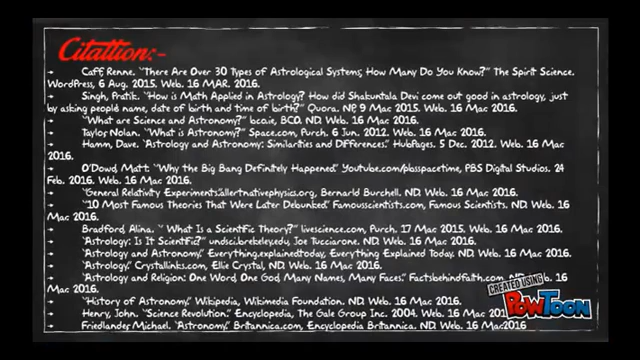 Citattion:-
→ Caff, Renne. "There Are Over 30 Types of Astrological Systems; How Many Do You Know?" The Spirit Science.
WordPress, 6 Aug. 2015. Web. 16 MAR. 2016.
→ Singh, Pratik. "How is Math Applied in Astrology? How did Shakuntala Devi come out good in astrology, just
by asking people's name, date of birth and time of birth?" Quora. NP, 9 Mac 2015. Web. 16 Mac 2016.
→ "What are Science and Astronomy?" bco.ie, BCO. ND. Web. 16 Mac 2016.
→ Taylor, Nolan. "What is Astronomy?" Space.com, Purch. 6 Jun. 2012. Web. 16 Mac 2016.
→ Hamm, Dave. "Astrology and Astronomy: Similarities and Differences." HubPages. 5 Dec. 2012. Web. 16 Mac
2016.
→ O'Dowd, Matt. "Why the Big Bang Definitely Happened." Youtube.com/pbsspacetime, PBS Digital Studios. 24
Feb. 2016. Web. 16 Mac 2016.
→ "General Relativity Experiments."allertnativephysics.org, Bernarld Burchell. ND. Web. 16 Mac 2016.
→ "10 Most Famous Theories That Were Later Debunked." Famousscientists.com, Famous Scientists. ND. Web. 16
Mac 2016.
→ Bradford, Alina. " What Is a Scientific Theory?" livescience.com, Purch. 17 Mac 2015. Web. 16 Mac 2016.
→ "Astrology: Is It Scientfic?" undsci.brekeley.edu, Joe Tucciarone. ND. Web. 16 Mac 2016.
→ "Astrology and Astronomy," Everything.explained.today, Everything Explained Today. ND. Web. 16 Mac 2016.
→ "Astrology," Crystallinks.com, Ellie Crystal, ND. Web. 16 Mac 2016.
→ "Astrology and Religion: One Word, One God, Many Names, Many Faces." Factsbehindfaith.com, Web. 16
Mac 2016.
→ "History of Astronomy." Wikipedia, Wikimedia Foundation. ND. Web. 16 Mac 2016.
→ Henry, John. "Science Revolution." Encyclopedia, The Gale Group Inc. 2004. Web. 16 Mac
→ Friedlander, Michael. "Astronomy." Britannica.com, Encyclopedia Britannica. ND. Web. 16 Mac2016
CREATED USING
POWTOON